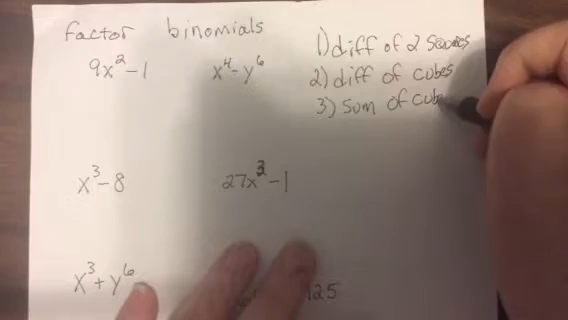 factor binomials
1) diff of 2 squares
9x² - 1 x⁴ - y⁶
2) diff of cubes
3) sum of cub
x³ - 8 27x³ - 1
x³ + y⁶ 125